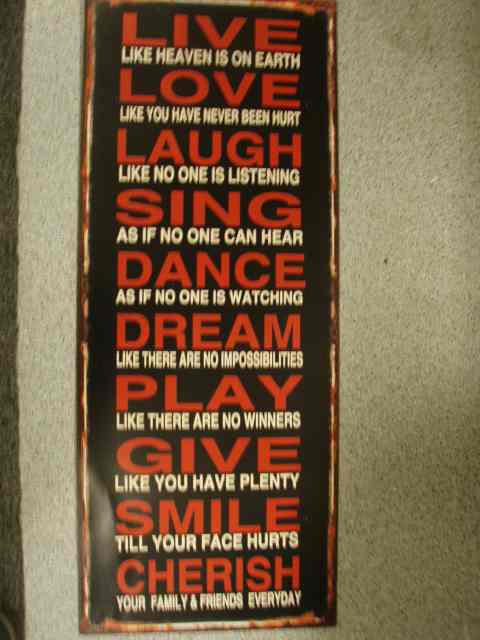 LIVE
LIKE HEAVEN IS ON EARTH
LOVE
LIKE YOU HAVE NEVER BEEN HURT
LAUGH
LIKE NO ONE IS LISTENING
SING
AS IF NO ONE CAN HEAR
DANCE
AS IF NO ONE IS WATCHING
DREAM
LIKE THERE ARE NO IMPOSSIBILITIES
PLAY
LIKE THERE ARE NO WINNERS
GIVE
LIKE YOU HAVE PLENTY
SMILE
TILL YOUR FACE HURTS
CHERISH
YOUR FAMILY & FRIENDS EVERYDAY